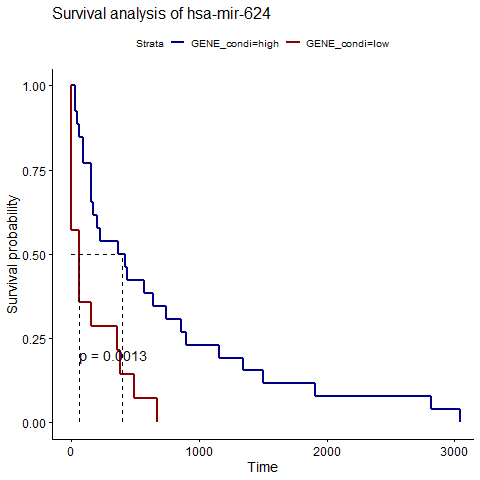 Survival analysis of hsa-mir-624
Strata GENE_condi=high GENE_condi=low
Survival probability
1.00
0.75
0.50
0.25
0.00
p = 0.0013
0 1000 2000 3000
Time